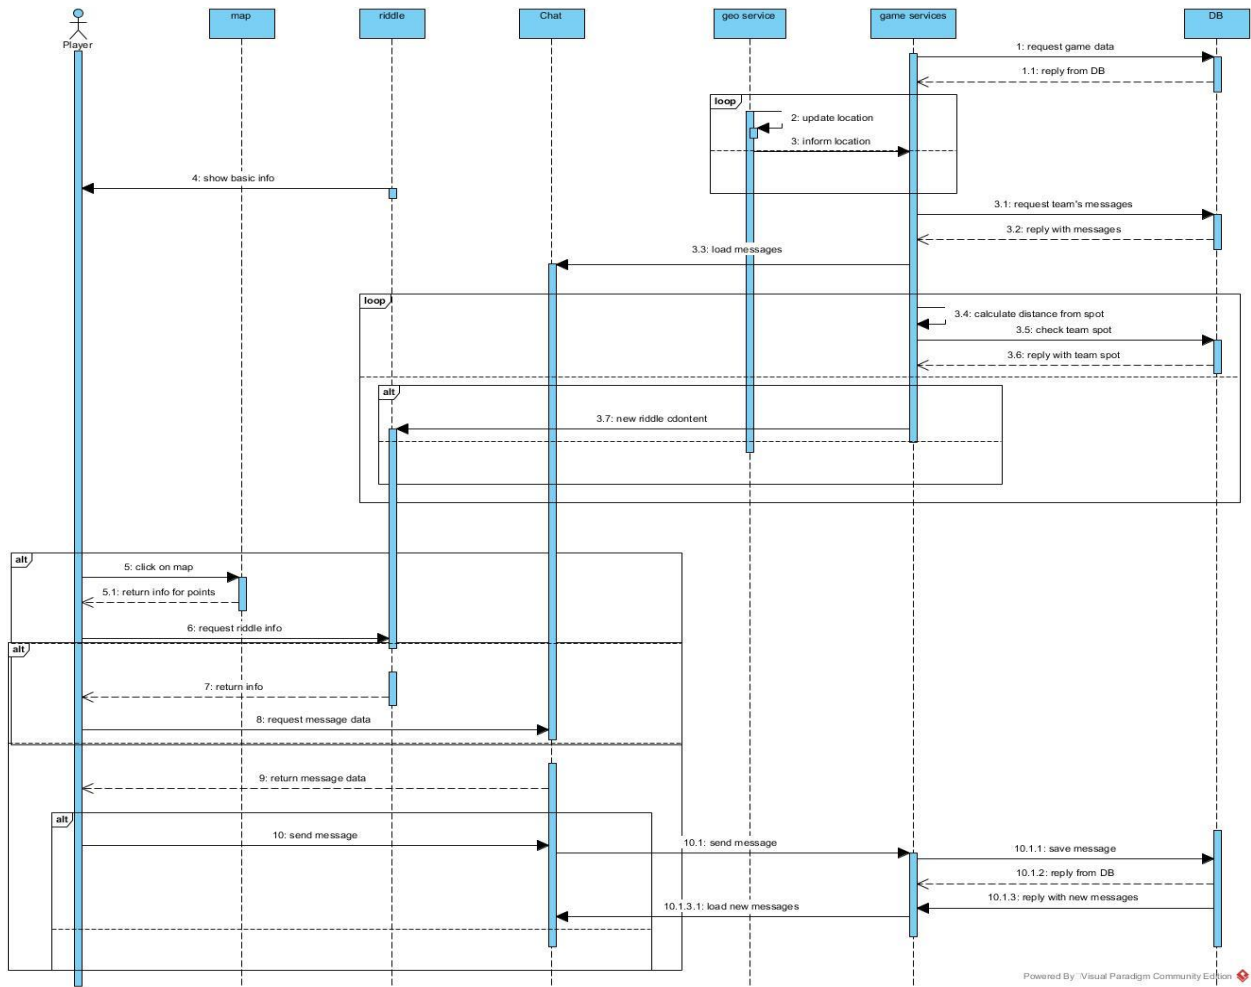 Player
map
riddle
Chat
geo service
game services
DB
1: request game data
1.1: reply from DB
loop
2: update location
3: inform location
4: show basic info
3.1: request team's messages
3.2: reply with messages
3.3: load messages
loop
3.4: calculate distance from spot
3.5: check team spot
3.6: reply with team spot
alt
3.7: new riddle cdontent
alt
5: click on map
5.1: return info for points
6: request riddle info
alt
7: return info
8: request message data
9: return message data
alt
10: send message
10.1: send message
10.1.1: save message
10.1.2: reply from DB
10.1.3: reply with new messages
10.1.3.1: load new messages
Powered By Visual Paradigm Community Edition